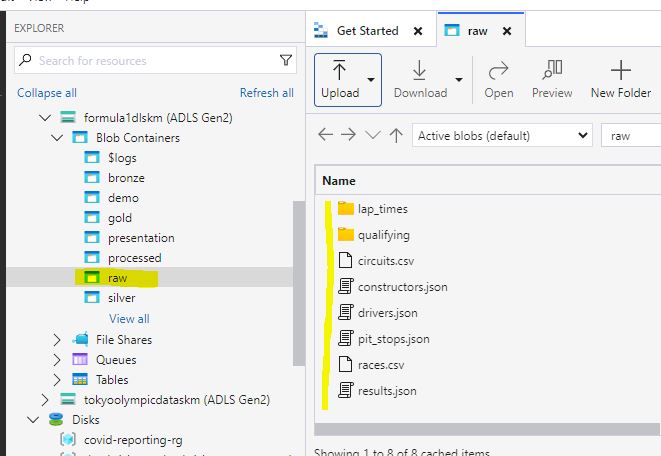 Help
EXPLORER
Search for resources
Collapse all Refresh all
formula1dlskm (ADLS Gen2)
Blob Containers
$logs
bronze
demo
gold
presentation
processed
raw
silver
View all
File Shares
Queues
Tables
tokyoolympicdataskm (ADLS Gen2)
Disks
covid-reporting-rg
Get Started
raw
Upload
Download
Open
Preview
New Folder
Active blobs (default)
raw
Name
lap_times
qualifying
circuits.csv
constructors.json
drivers.json
pit_stops.json
races.csv
results.json
Showing 1 to 8 of 8 cached items